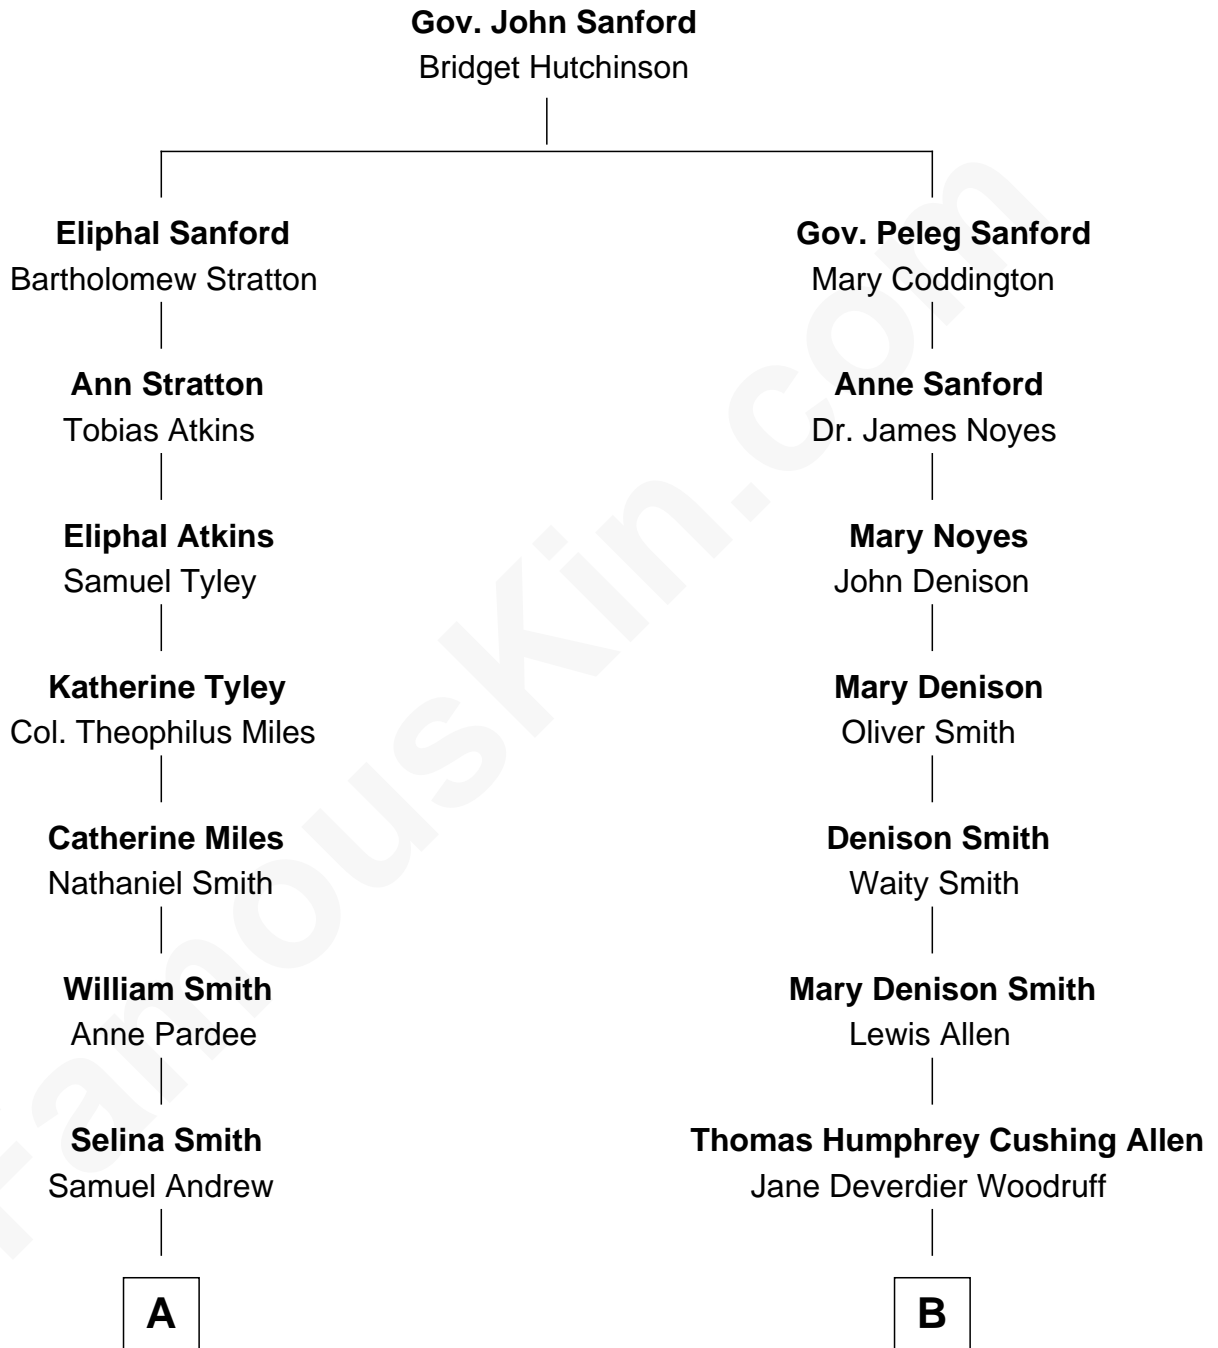 Gov. John Sanford
Bridget Hutchinson
Eliphal Sanford
Bartholomew Stratton
Gov. Peleg Sanford
Mary Coddington
Ann Stratton
Tobias Atkins
Anne Sanford
Dr. James Noyes
Eliphal Atkins
Samuel Tyley
Mary Noyes
John Denison
Katherine Tyley
Col. Theophilus Miles
Mary Denison
Oliver Smith
Catherine Miles
Nathaniel Smith
Denison Smith
Waity Smith
William Smith
Anne Pardee
Mary Denison Smith
Lewis Allen
Selina Smith
Samuel Andrew
Thomas Humphrey Cushing Allen
Jane Deverdier Woodruff
A
B
FamousKin.com